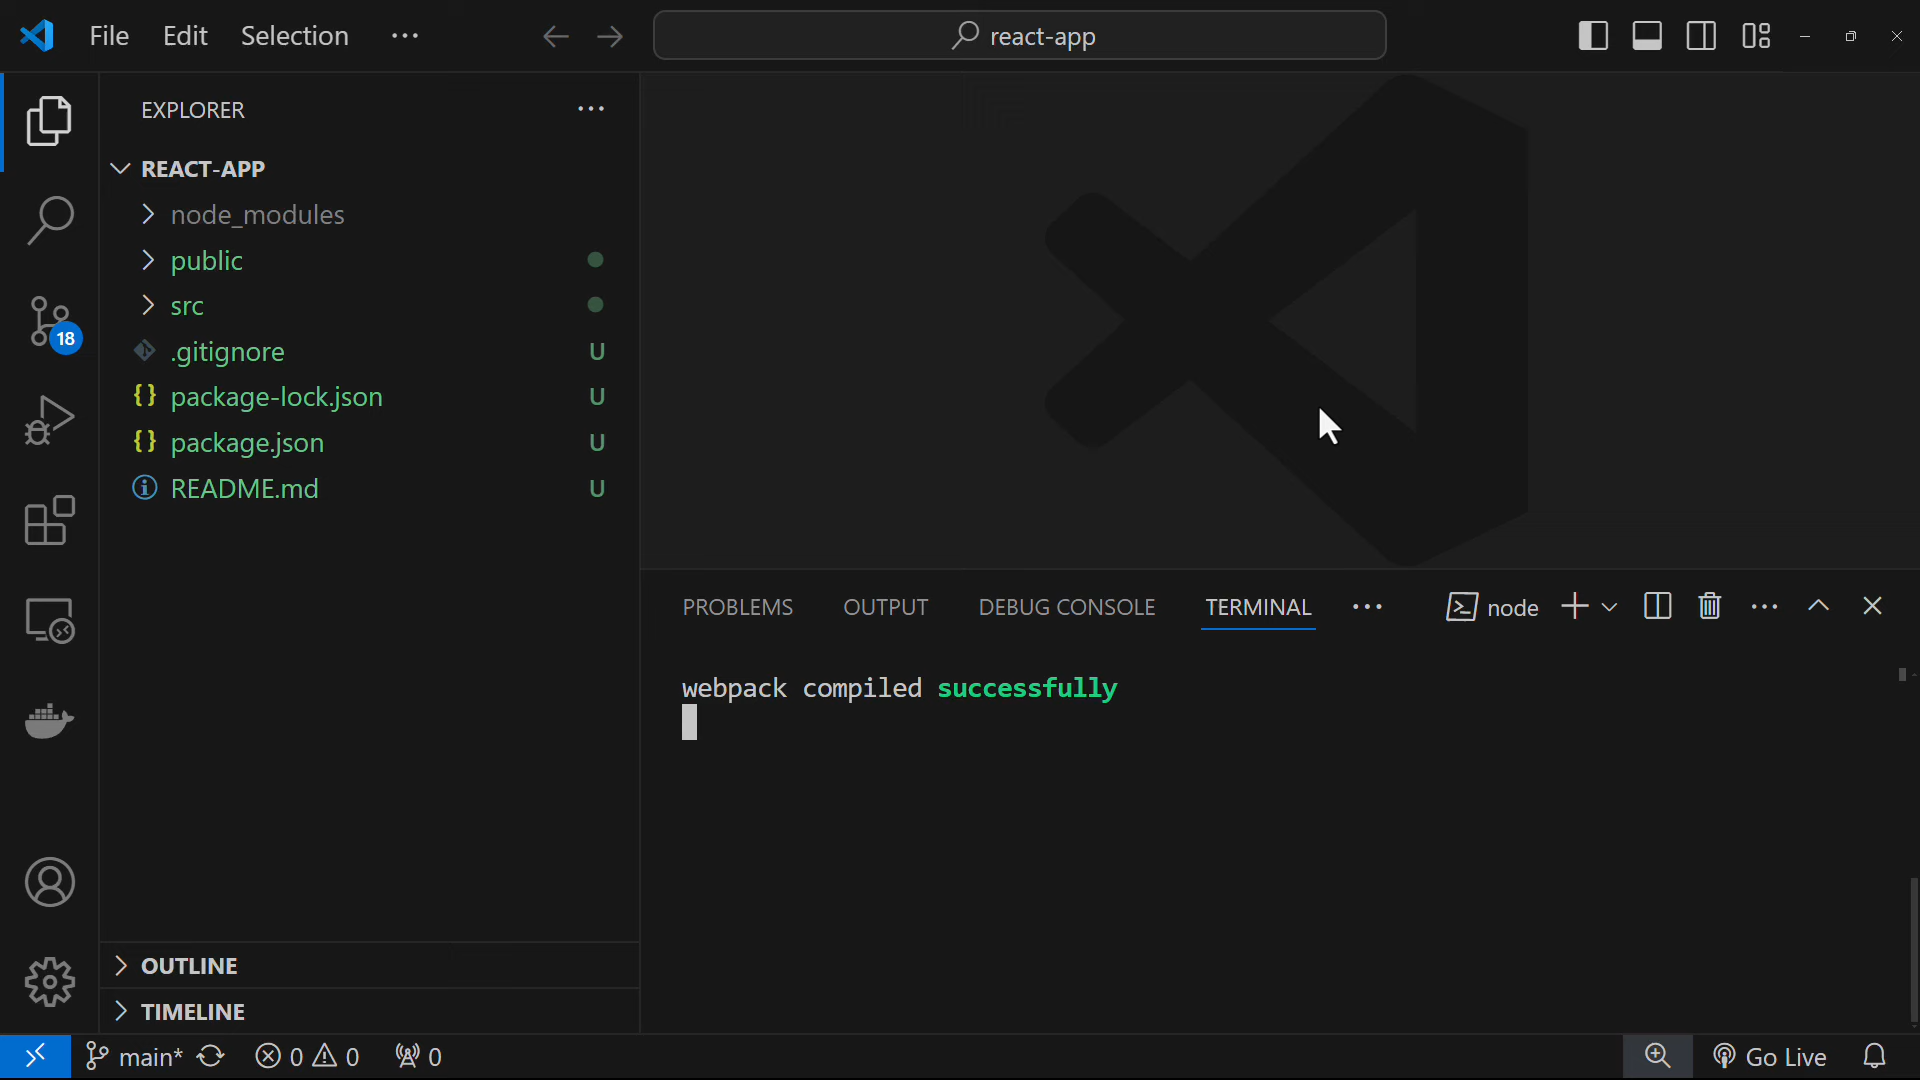 File Edit Selection ...
react-app
EXPLORER ...
REACT-APP
node_modules
public
src
.gitignore U
{} package-lock.json U
{} package.json U
README.md U
18
PROBLEMS OUTPUT DEBUG CONSOLE TERMINAL ... node ...
webpack compiled successfully
OUTLINE
TIMELINE
main* 0 0 0 Go Live